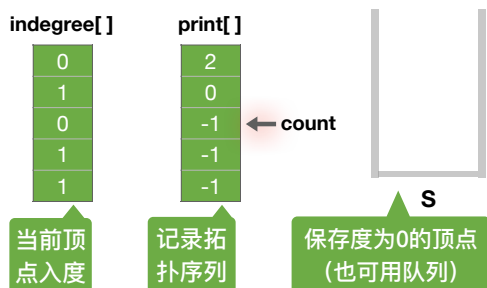 indegree[ ]
print[ ]
0
1
0
1
1
2
0
-1
-1
-1
count
S
当前顶
点入度
记录拓
扑序列
保存度为0的顶点
（也可用队列）